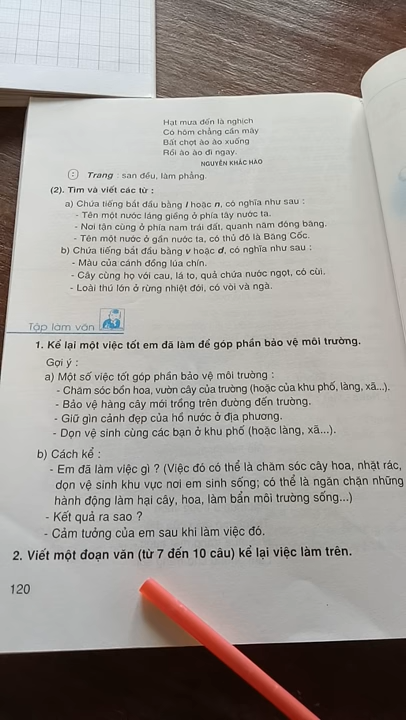 Hạt mưa đến là nghịch
Có hôm chẳng cần mây
Bất chợt ào ào xuống
Rồi ào ào đi ngay.
NGUYỄN KHẮC HÀO
Trang : san đều, làm phẳng.
(2). Tìm và viết các từ :
a) Chứa tiếng bắt đầu bằng l hoặc n, có nghĩa như sau :
- Tên một nước láng giềng ở phía tây nước ta.
- Nơi tận cùng ở phía nam trái đất, quanh năm đóng băng.
- Tên một nước ở gần nước ta, có thủ đô là Băng Cốc.
b) Chứa tiếng bắt đầu bằng v hoặc d, có nghĩa như sau :
- Màu của cánh đồng lúa chín.
- Cây cùng họ với cau, lá to, quả chứa nước ngọt, có cùi.
- Loài thú lớn ở rừng nhiệt đới, có vòi và ngà.
Tập làm văn
1. Kể lại một việc tốt em đã làm để góp phần bảo vệ môi trường.
Gợi ý :
a) Một số việc tốt góp phần bảo vệ môi trường :
- Chăm sóc bồn hoa, vườn cây của trường (hoặc của khu phố, làng, xã...).
- Bảo vệ hàng cây mới trồng trên đường đến trường.
- Giữ gìn cảnh đẹp của hồ nước ở địa phương.
- Dọn vệ sinh cùng các bạn ở khu phố (hoặc làng, xã...).
b) Cách kể :
- Em đã làm việc gì ? (Việc đó có thể là chăm sóc cây hoa, nhặt rác,
dọn vệ sinh khu vực nơi em sinh sống; có thể là ngăn chặn những
hành động làm hại cây, hoa, làm bẩn môi trường sống...)
- Kết quả ra sao ?
- Cảm tưởng của em sau khi làm việc đó.
2. Viết một đoạn văn (từ 7 đến 10 câu) kể lại việc làm trên.
120